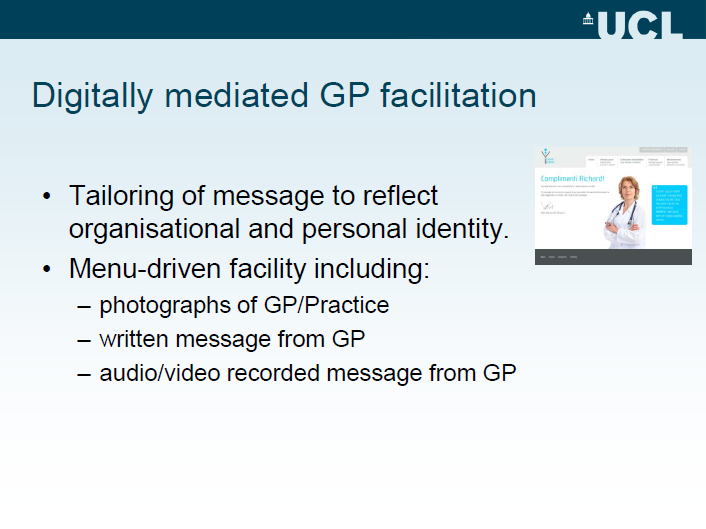 UCL
Digitally mediated GP facilitation
• Tailoring of message to reflect
organisational and personal identity.
• Menu-driven facility including:
– photographs of GP/Practice
– written message from GP
– audio/video recorded message from GP
Complimenti Richard!